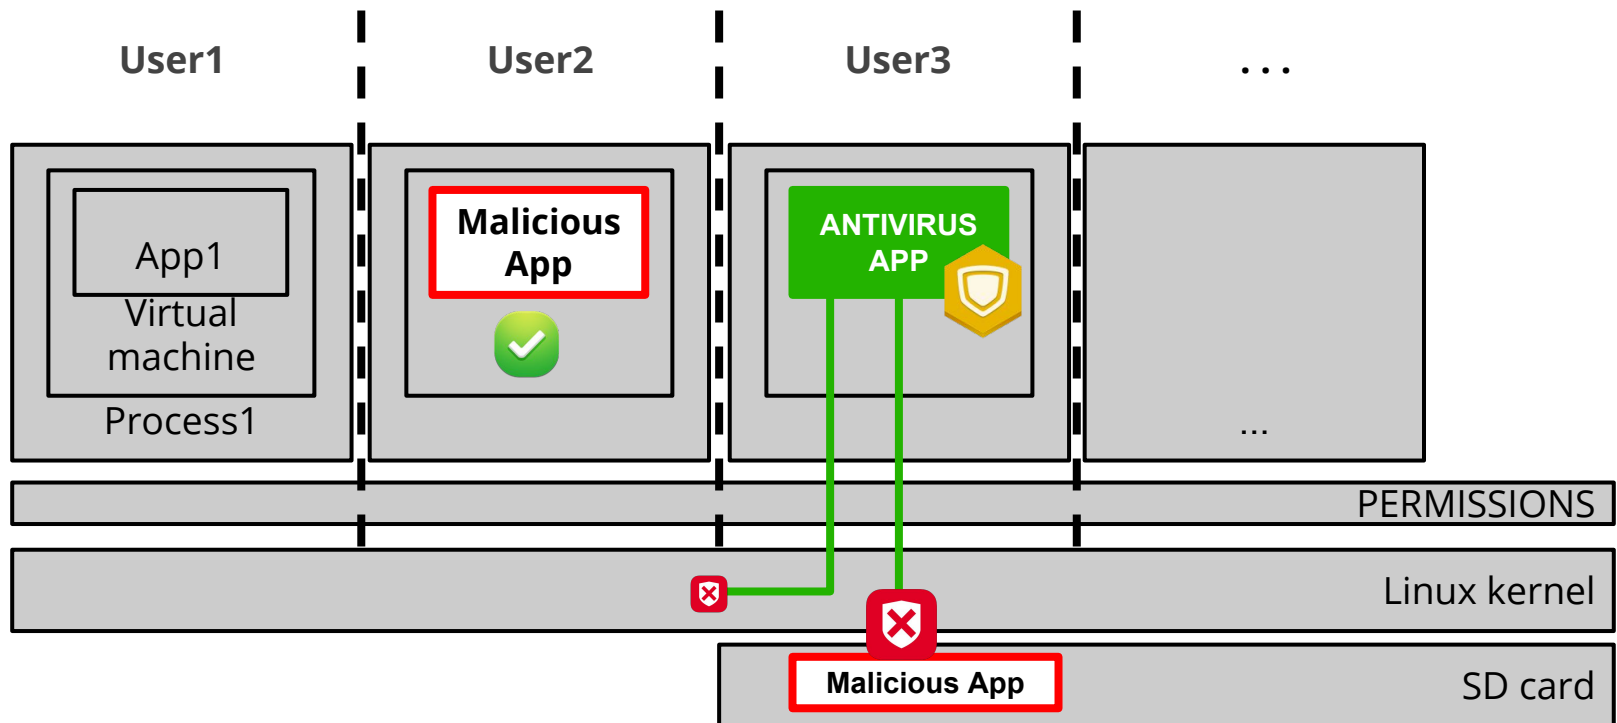 User1
User2
User3
...
App1
Virtual
machine
Process1
Malicious
App
ANTIVIRUS
APP
...
PERMISSIONS
Linux kernel
Malicious App
SD card